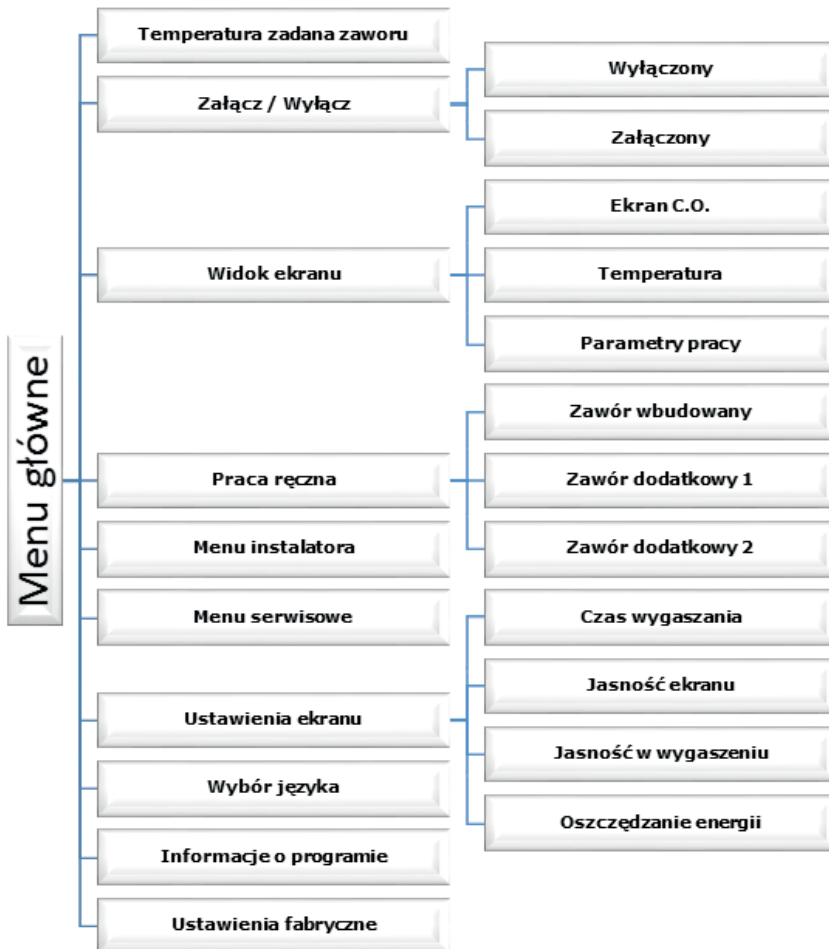 Menu główne
Temperatura zadana zaworu
Załącz / Wyłącz
Wyłączony
Załączony
Widok ekranu
Ekran C.O.
Temperatura
Parametry pracy
Praca ręczna
Zawór wbudowany
Zawór dodatkowy 1
Zawór dodatkowy 2
Menu instalatora
Menu serwisowe
Ustawienia ekranu
Czas wygaszania
Jasność ekranu
Jasność w wygaszeniu
Oszczędzanie energii
Wybór języka
Informacje o programie
Ustawienia fabryczne